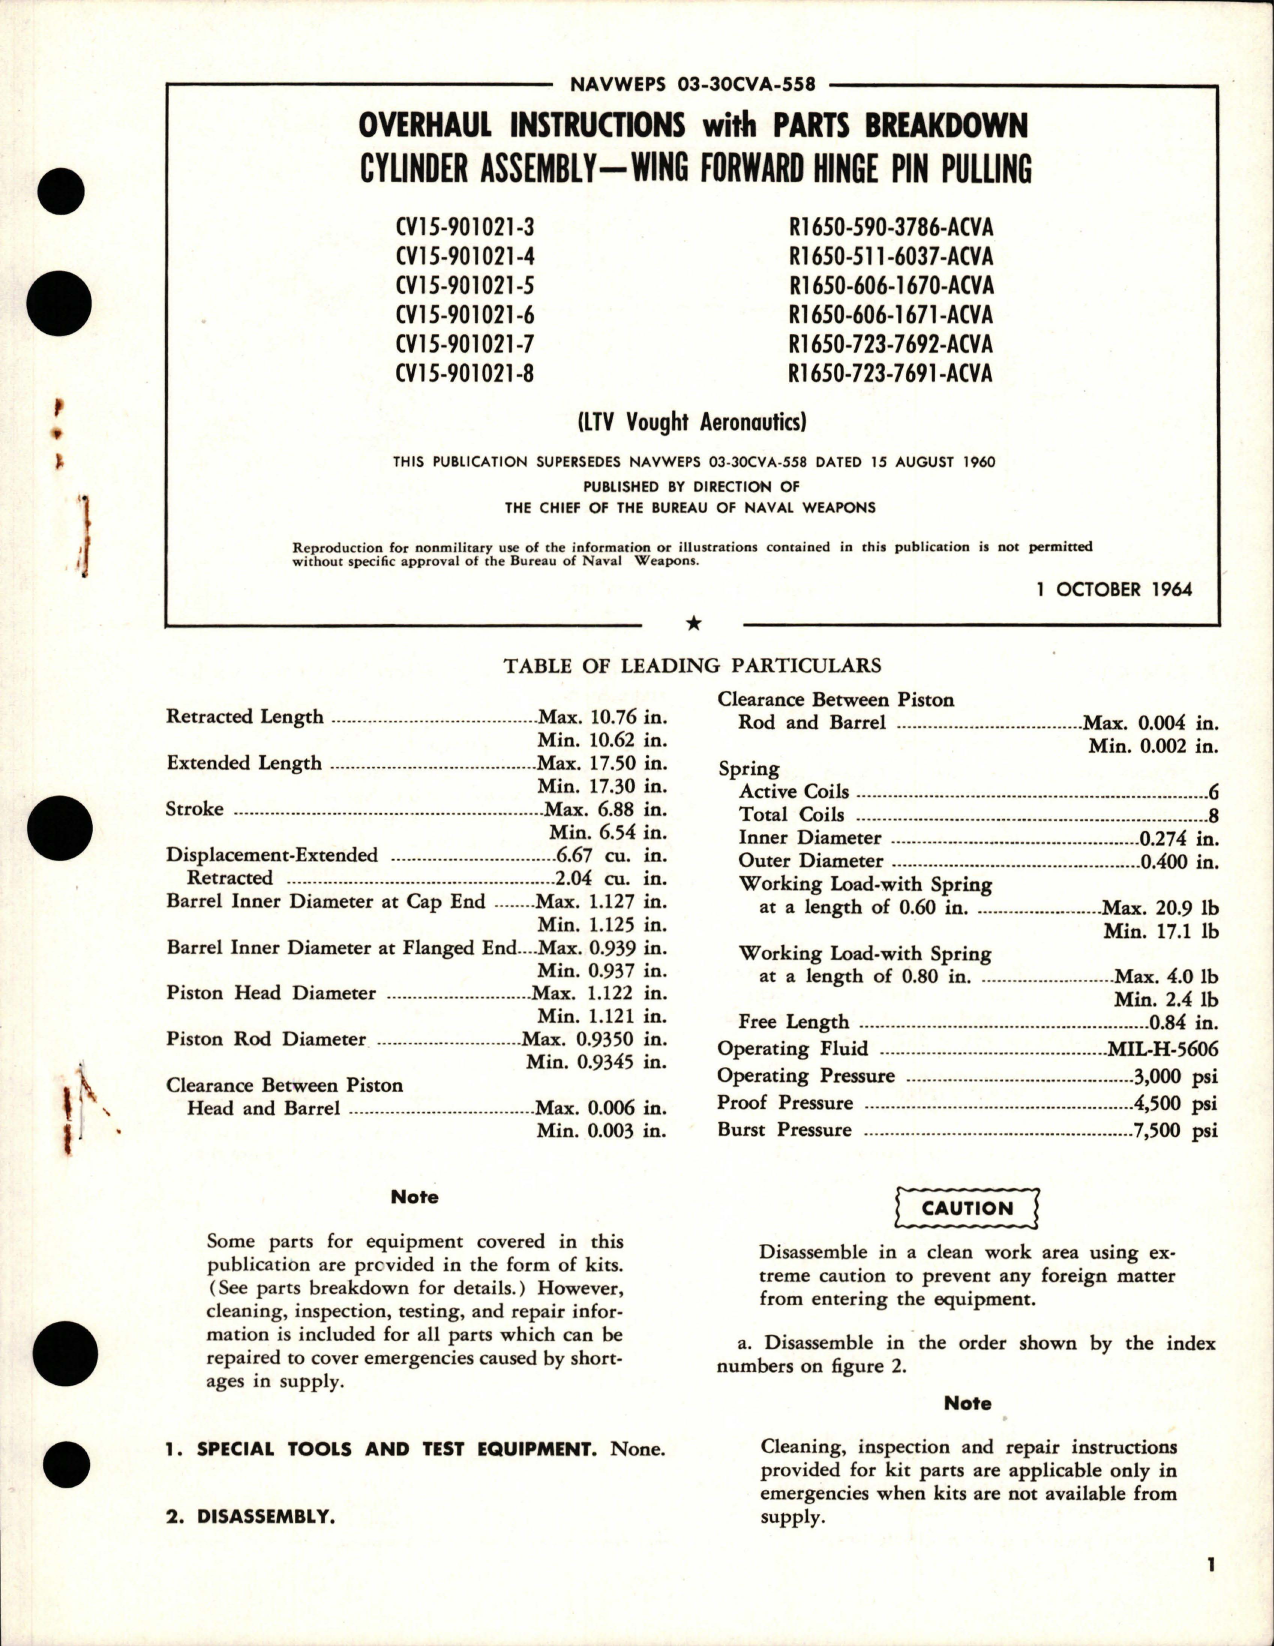 NAVWEPS 03-30CVA-558
OVERHAUL INSTRUCTIONS with PARTS BREAKDOWN
CYLINDER ASSEMBLY—WING FORWARD HINGE PIN PULLING
CV15-901021-3 R1650-590-3786-ACVA
CV15-901021-4 R1650-511-6037-ACVA
CV15-901021-5 R1650-606-1670-ACVA
CV15-901021-6 R1650-606-1671-ACVA
CV15-901021-7 R1650-723-7692-ACVA
CV15-901021-8 R1650-723-7691-ACVA
(LTV Vought Aeronautics)
THIS PUBLICATION SUPERSEDES NAVWEPS 03-30CVA-558 DATED 15 AUGUST 1960
PUBLISHED BY DIRECTION OF
THE CHIEF OF THE BUREAU OF NAVAL WEAPONS
Reproduction for nonmilitary use of the information or illustrations contained in this publication is not permitted
without specific approval of the Bureau of Naval Weapons.
1 OCTOBER 1964
TABLE OF LEADING PARTICULARS
Retracted Length ........ Max. 10.76 in.
Min. 10.62 in.
Extended Length ........ Max. 17.50 in.
Min. 17.30 in.
Stroke ........ Max. 6.88 in.
Min. 6.54 in.
Displacement-Extended ........ 6.67 cu. in.
Retracted ........ 2.04 cu. in.
Barrel Inner Diameter at Cap End ........ Max. 1.127 in.
Min. 1.125 in.
Barrel Inner Diameter at Flanged End.... Max. 0.939 in.
Min. 0.937 in.
Piston Head Diameter ........ Max. 1.122 in.
Min. 1.121 in.
Piston Rod Diameter ........ Max. 0.9350 in.
Min. 0.9345 in.
Clearance Between Piston
Head and Barrel ........ Max. 0.006 in.
Min. 0.003 in.
Note
Some parts for equipment covered in this
publication are provided in the form of kits.
(See parts breakdown for details.) However,
cleaning, inspection, testing, and repair infor-
mation is included for all parts which can be
repaired to cover emergencies caused by short-
ages in supply.
1. SPECIAL TOOLS AND TEST EQUIPMENT. None.
2. DISASSEMBLY.
Clearance Between Piston
Rod and Barrel ........ Max. 0.004 in.
Min. 0.002 in.
Spring
Active Coils ........ 6
Total Coils ........ 8
Inner Diameter ........ 0.274 in.
Outer Diameter ........ 0.400 in.
Working Load-with Spring
at a length of 0.60 in. ........ Max. 20.9 lb
Min. 17.1 lb
Working Load-with Spring
at a length of 0.80 in. ........ Max. 4.0 lb
Min. 2.4 lb
Free Length ........ 0.84 in.
Operating Fluid ........ MIL-H-5606
Operating Pressure ........ 3,000 psi
Proof Pressure ........ 4,500 psi
Burst Pressure ........ 7,500 psi
CAUTION
Disassemble in a clean work area using ex-
treme caution to prevent any foreign matter
from entering the equipment.
a. Disassemble in the order shown by the index
numbers on figure 2.
Note
Cleaning, inspection and repair instructions
provided for kit parts are applicable only in
emergencies when kits are not available from
supply.
1